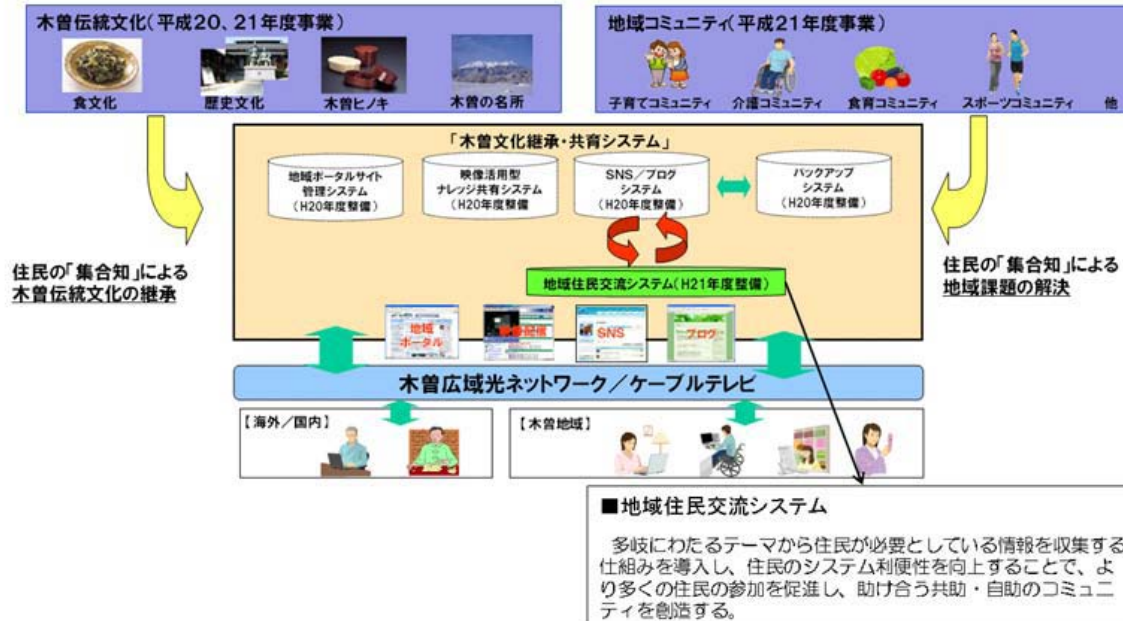 木曽伝統文化（平成20、21年度事業）
食文化
歴史文化
木曽ヒノキ
木曽の名所
地域コミュニティ（平成21年度事業）
子育てコミュニティ
介護コミュニティ
食育コミュニティ
スポーツコミュニティ
他
「木曽文化継承・共育システム」
地域ポータルサイト
管理システム
（H20年度整備）
映像活用型
ナレッジ共有システム
（H20年度整備
SNS／ブログ
システム
（H20年度整備）
バックアップ
システム
（H20年度整備）
住民の「集合知」による
木曽伝統文化の継承
住民の「集合知」による
地域課題の解決
地域住民交流システム（H21年度整備）
地域
ポータル
映像配信
SNS
ブログ
木曽広域光ネットワーク／ケーブルテレビ
【海外／国内】
【木曽地域】
■地域住民交流システム
多岐にわたるテーマから住民が必要としている情報を収集する
仕組みを導入し、住民のシステム利便性を向上することで、よ
り多くの住民の参加を促進し、助け合う共助・自助のコミュニ
ティを創造する。